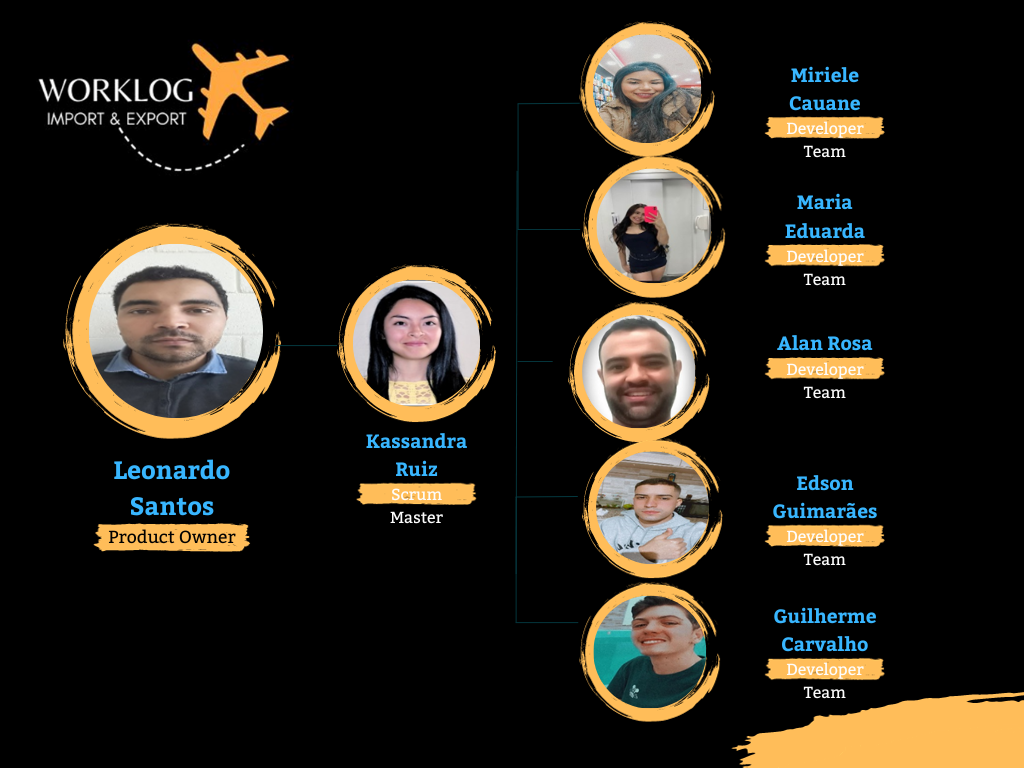 WORKLOG
IMPORT & EXPORT
Leonardo
Santos
Product Owner
Kassandra
Ruiz
Scrum
Master
Miriele
Cauane
Developer
Team
Maria
Eduarda
Developer
Team
Alan Rosa
Developer
Team
Edson
Guimarães
Developer
Team
Guilherme
Carvalho
Developer
Team